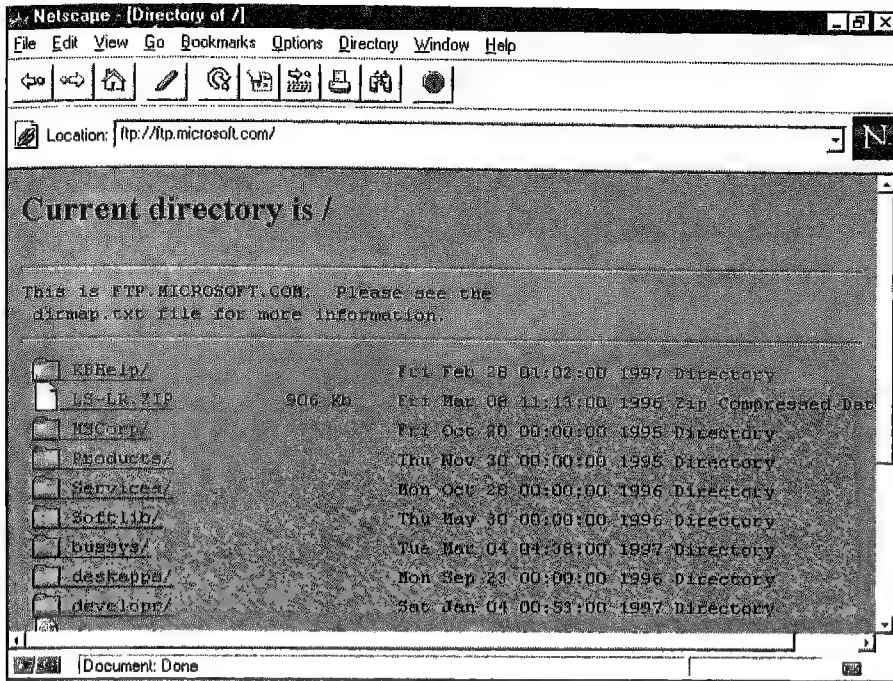 Netscape - [Directory of /]
File Edit View Go Bookmarks Options Directory Window Help
Location: ftp://ftp.microsoft.com/
N
Current directory is /
This is FTP.MICROSOFT.COM. Please see the
dirmap.txt file for more information.
KBHelp/ Fri Feb 28 01:02:00 1997 Directory
LS-LR.ZIP 906 Kb Fri Mar 08 11:13:00 1996 Zip Compressed Dat
MSCorp/ Fri Oct 20 00:00:00 1995 Directory
Products/ Thu Nov 30 00:00:00 1995 Directory
Services/ Mon Oct 28 00:00:00 1996 Directory
Softlib/ Thu May 30 00:00:00 1996 Directory
bussys/ Tue Mar 04 04:38:00 1997 Directory
deskapps/ Mon Sep 23 00:00:00 1996 Directory
developr/ Sat Jan 04 00:59:00 1997 Directory
Document: Done